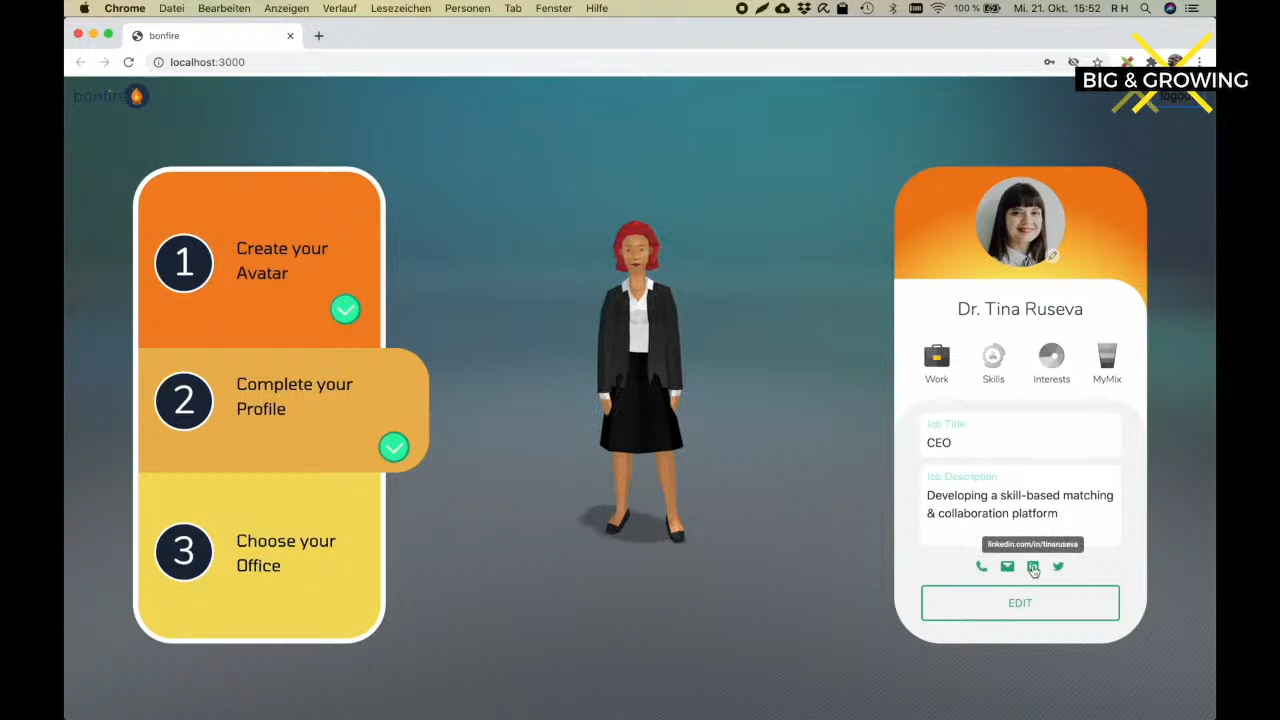 Chrome Datei Bearbeiten Anzeigen Verlauf Lesezeichen Personen Tab Fenster Hilfe 100 % Mi. 21. Okt. 15:52 R H
bonfire
localhost:3000
BIG & GROWING
bonfire
logout
1
Create your
Avatar
2
Complete your
Profile
3
Choose your
Office
Dr. Tina Ruseva
Work Skills Interests MyMix
Job Title
CEO
Job Description
Developing a skill-based matching
& collaboration platform
linkedin.com/in/tinaruseva
EDIT